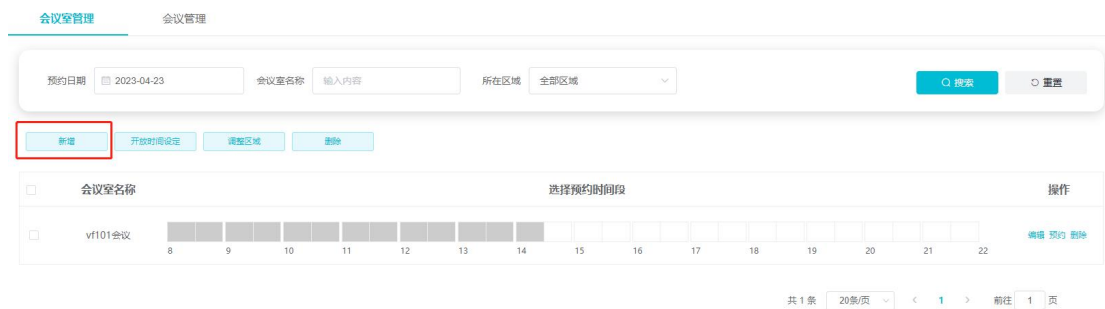 会议室管理 会议管理
预约日期 2023-04-23 会议室名称 输入内容 所在区域 全部区域 搜索 重置
新增 开放时间设定 调整区域 删除
会议室名称 选择预约时间段 操作
vf101会议 编辑 预约 删除
8 9 10 11 12 13 14 15 16 17 18 19 20 21 22
共 1 条 20条/页 1 前往 1 页